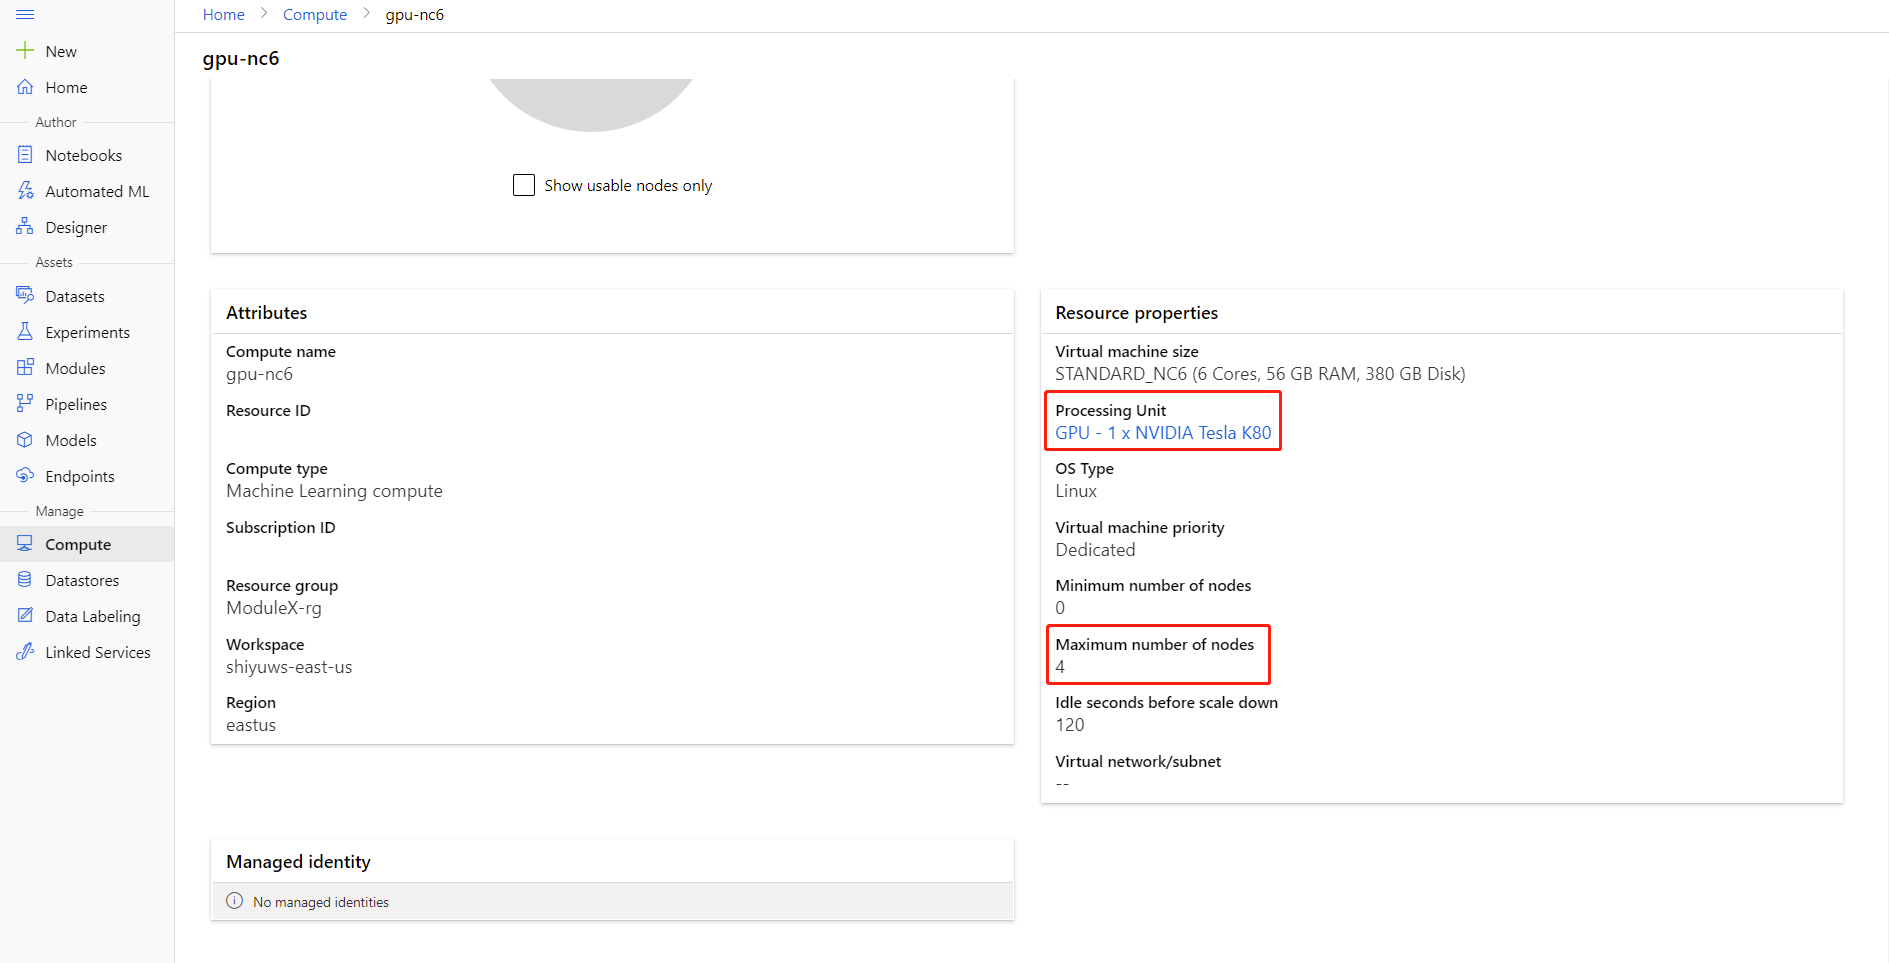 Home > Compute > gpu-nc6
New
Home
Author
Notebooks
Automated ML
Designer
Assets
Datasets
Experiments
Modules
Pipelines
Models
Endpoints
Manage
Compute
Datastores
Data Labeling
Linked Services
gpu-nc6
Show usable nodes only
Attributes
Compute name
gpu-nc6
Resource ID
Compute type
Machine Learning compute
Subscription ID
Resource group
ModuleX-rg
Workspace
shiyuws-east-us
Region
eastus
Resource properties
Virtual machine size
STANDARD_NC6 (6 Cores, 56 GB RAM, 380 GB Disk)
Processing Unit
GPU - 1 x NVIDIA Tesla K80
OS Type
Linux
Virtual machine priority
Dedicated
Minimum number of nodes
0
Maximum number of nodes
4
Idle seconds before scale down
120
Virtual network/subnet
--
Managed identity
No managed identities